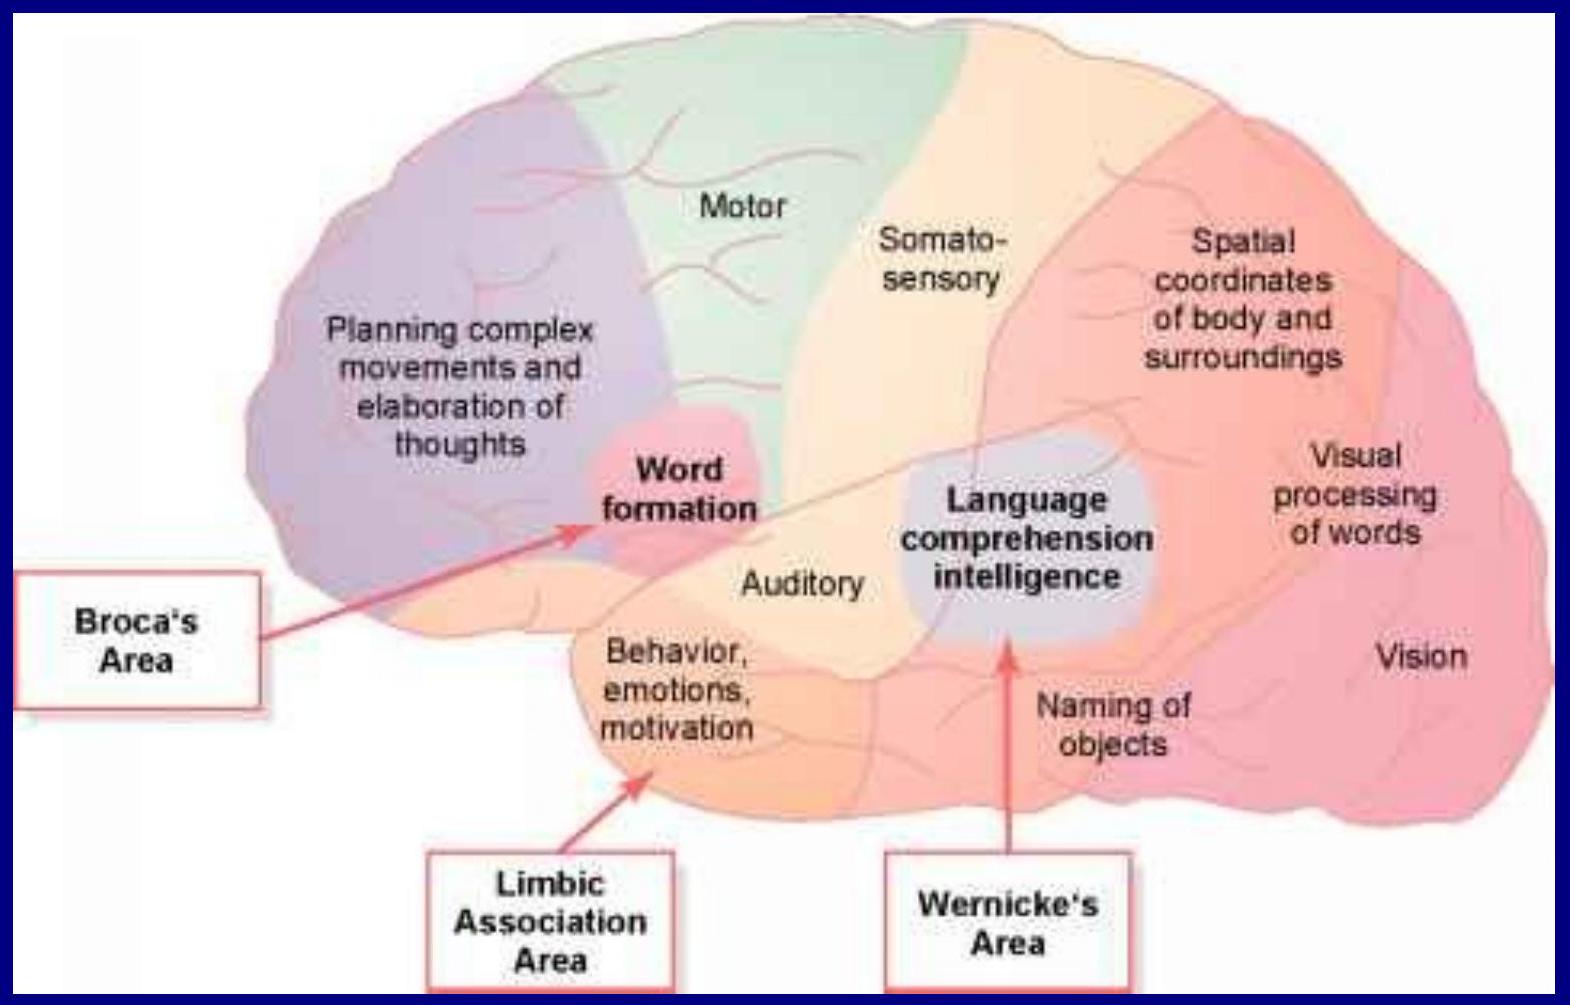 Motor
Somato-
sensory
Spatial
coordinates
of body and
surroundings
Planning complex
movements and
elaboration of
thoughts
Word
formation
Language
comprehension
intelligence
Visual
processing
of words
Auditory
Broca‘s
Area
Behavior,
emotions,
motivation
Vision
Naming of
objects
Limbic
Association
Area
Wernicke‘s
Area